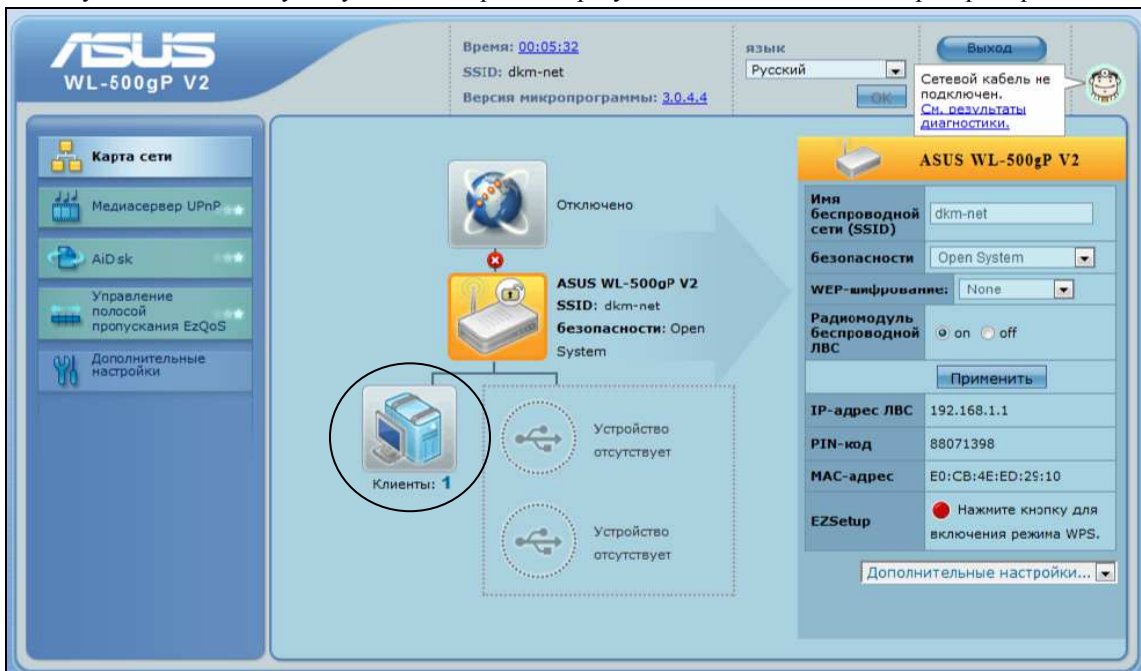 ASUS
WL-500gP V2
Время: 00:05:32
SSID: dkm-net
Версия микропрограммы: 3.0.4.4
язык
Русский
OK
Выход
Сетевой кабель не
подключен.
См. результаты
диагностики.
Карта сети
Медиасервер UPnP
AiDisk
Управление
полосой
пропускания EzQoS
Дополнительные
настройки
Отключено
ASUS WL-500gP V2
SSID: dkm-net
безопасности: Open
System
Клиенты: 1
Устройство
отсутствует
Устройство
отсутствует
ASUS WL-500gP V2
Имя
беспроводной
сети (SSID)
dkm-net
безопасности
Open System
WEP-шифрование:
None
Радиомодуль
беспроводной
ЛВС
on off
Применить
IP-адрес ЛВС
192.168.1.1
PIN-код
88071398
MAC-адрес
E0:CB:4E:ED:29:10
EZSetup
Нажмите кнопку для
включения режима WPS.
Дополнительные настройки...